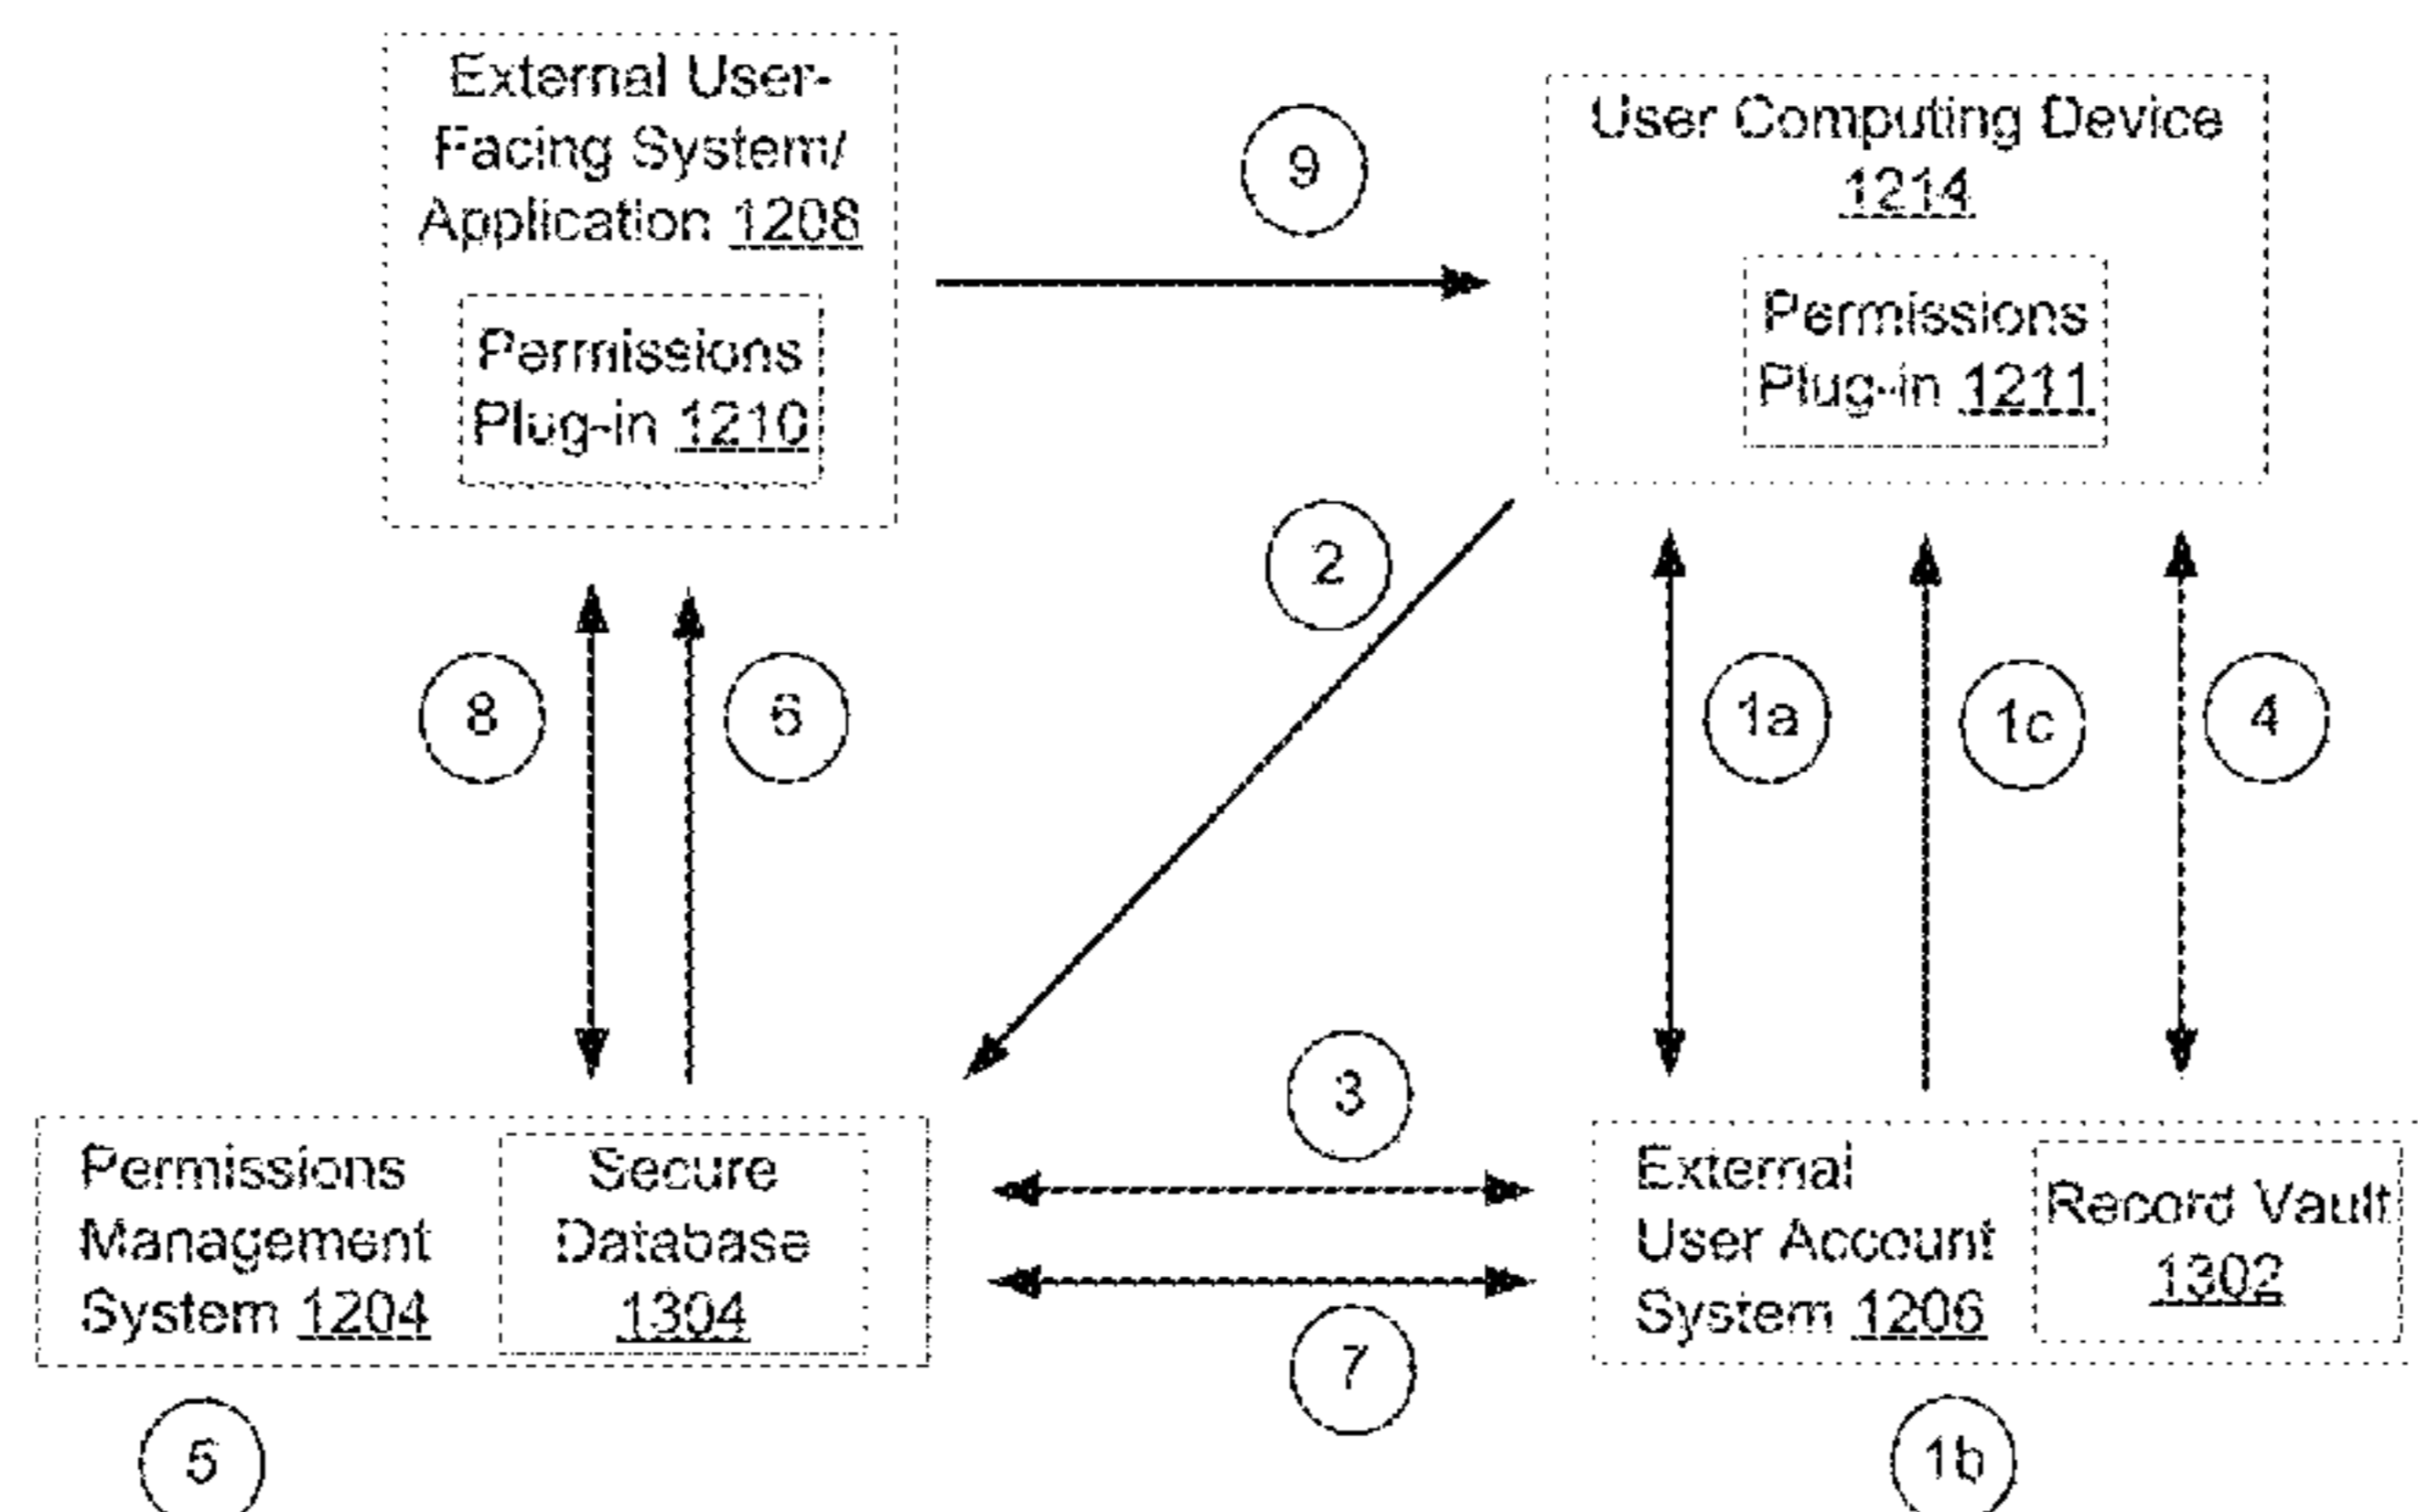 External User-
Facing System/
Application 1208
Permissions
Plug-in 1210
9
User Computing Device
1214
Permissions
Plug-in 1211
2
8
6
1a
1c
4
3
Permissions
Management
System 1204
Secure
Database
1304
7
External
User Account
System 1206
Record Vault
1302
5
1b